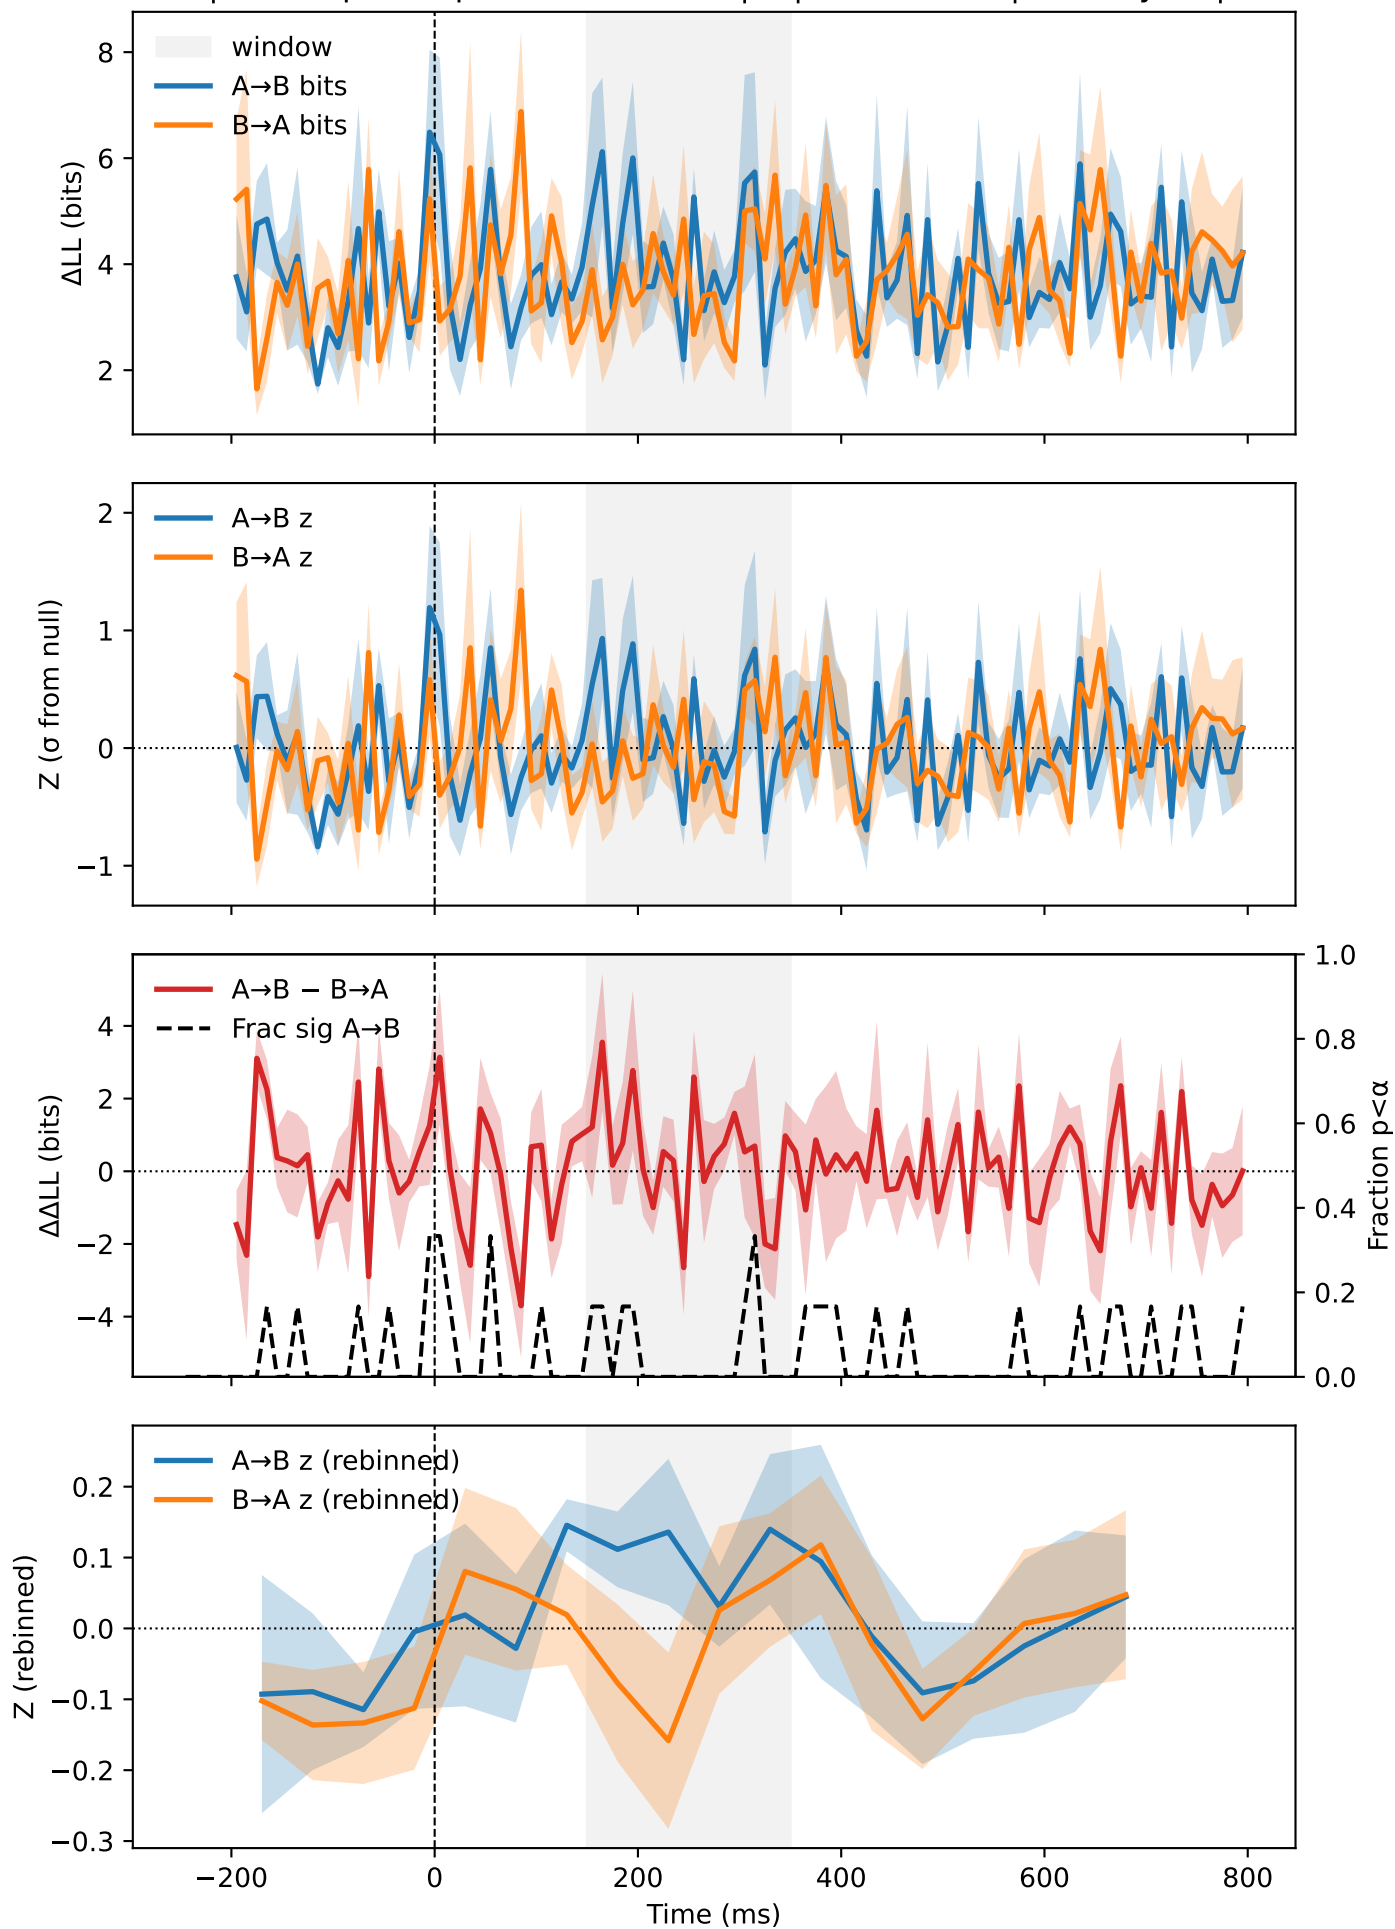 8
6
4
2
ΔLL (bits)
window
A→B bits
B→A bits
2
1
0
−1
Z (σ from null)
A→B z
B→A z
4
2
0
−2
−4
ΔΔLL (bits)
A→B − B→A
Frac sig A→B
1.0
0.8
0.6
0.4
0.2
0.0
Fraction p<α
0.2
0.1
0.0
−0.1
−0.2
−0.3
Z (rebinned)
A→B z (rebinned)
B→A z (rebinned)
−200 0 200 400 600 800
Time (ms)